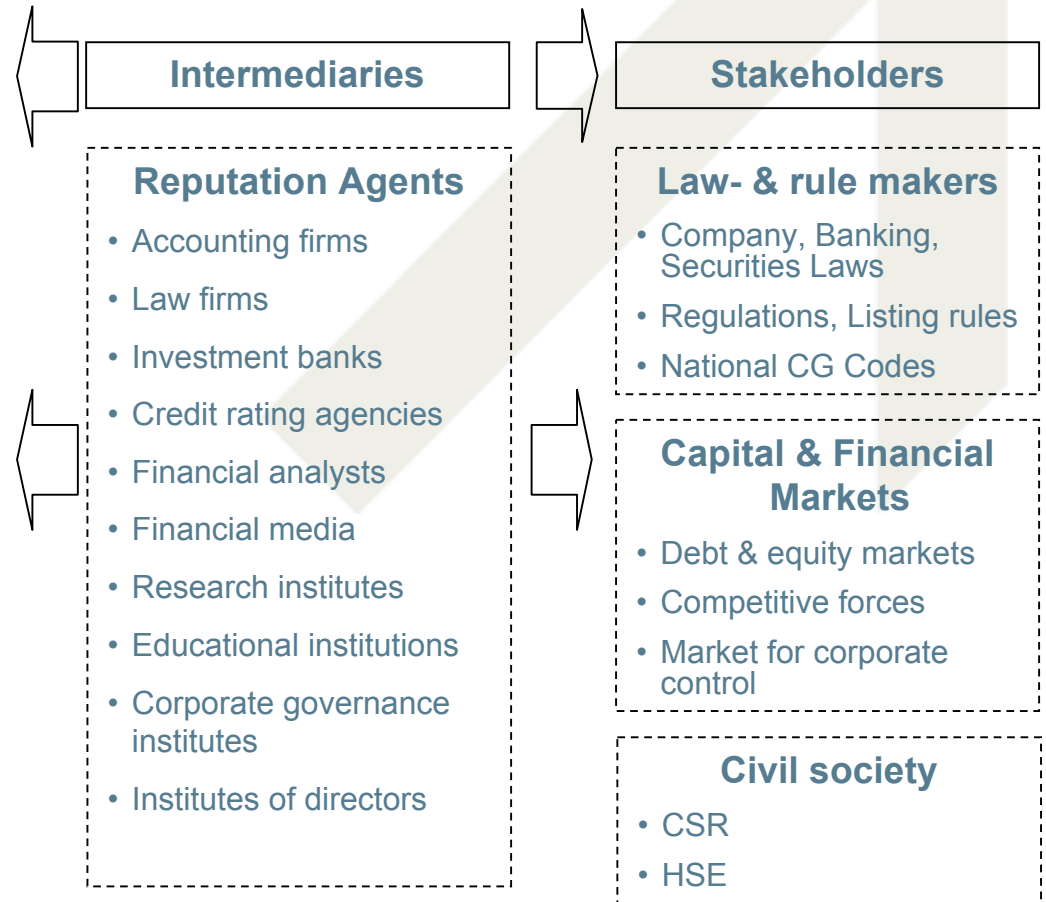 Intermediaries
Stakeholders
Reputation Agents
• Accounting firms
• Law firms
• Investment banks
• Credit rating agencies
• Financial analysts
• Financial media
• Research institutes
• Educational institutions
• Corporate governance
institutes
• Institutes of directors
Law- & rule makers
• Company, Banking,
Securities Laws
• Regulations, Listing rules
• National CG Codes
Capital & Financial
Markets
• Debt & equity markets
• Competitive forces
• Market for corporate
control
Civil society
• CSR
• HSE